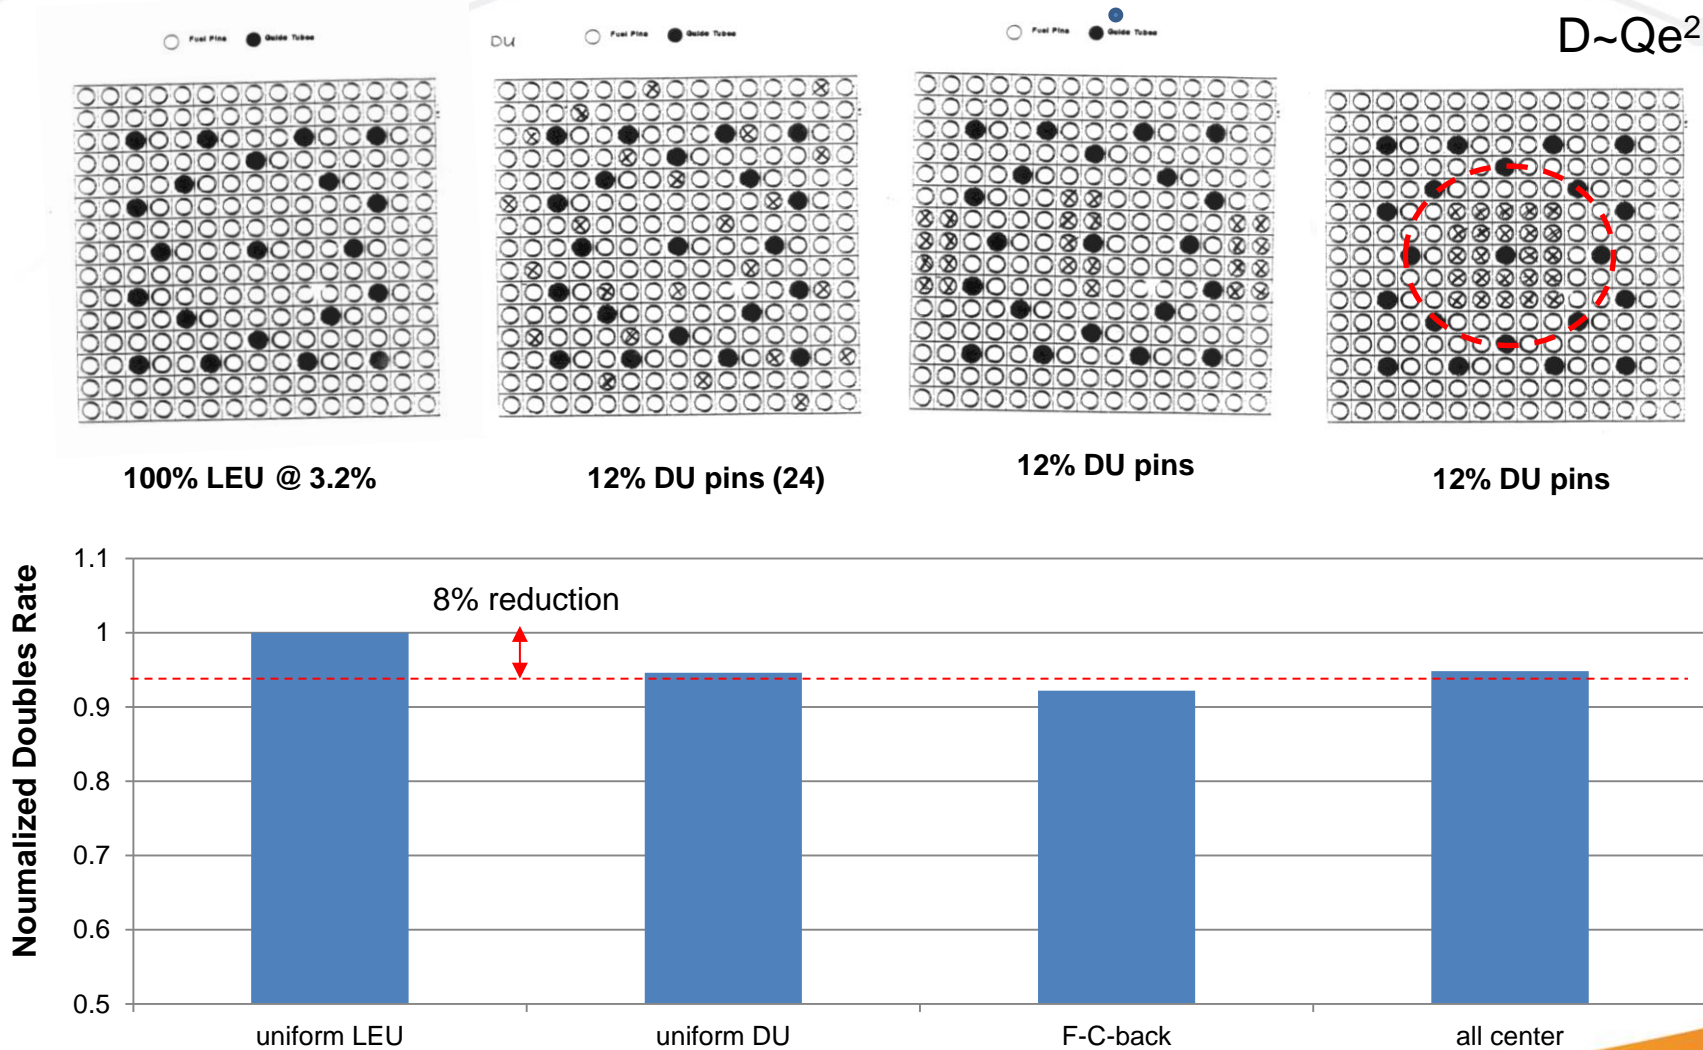 Fuel Pins Guide Tubes
DU Fuel Pins Guide Tubes
Fuel Pins Guide Tubes
D~Qe2
100% LEU @ 3.2%
12% DU pins (24)
12% DU pins
12% DU pins
Noumalized Doubles Rate
1.1
1
0.9
0.8
0.7
0.6
0.5
8% reduction
uniform LEU
uniform DU
F-C-back
all center